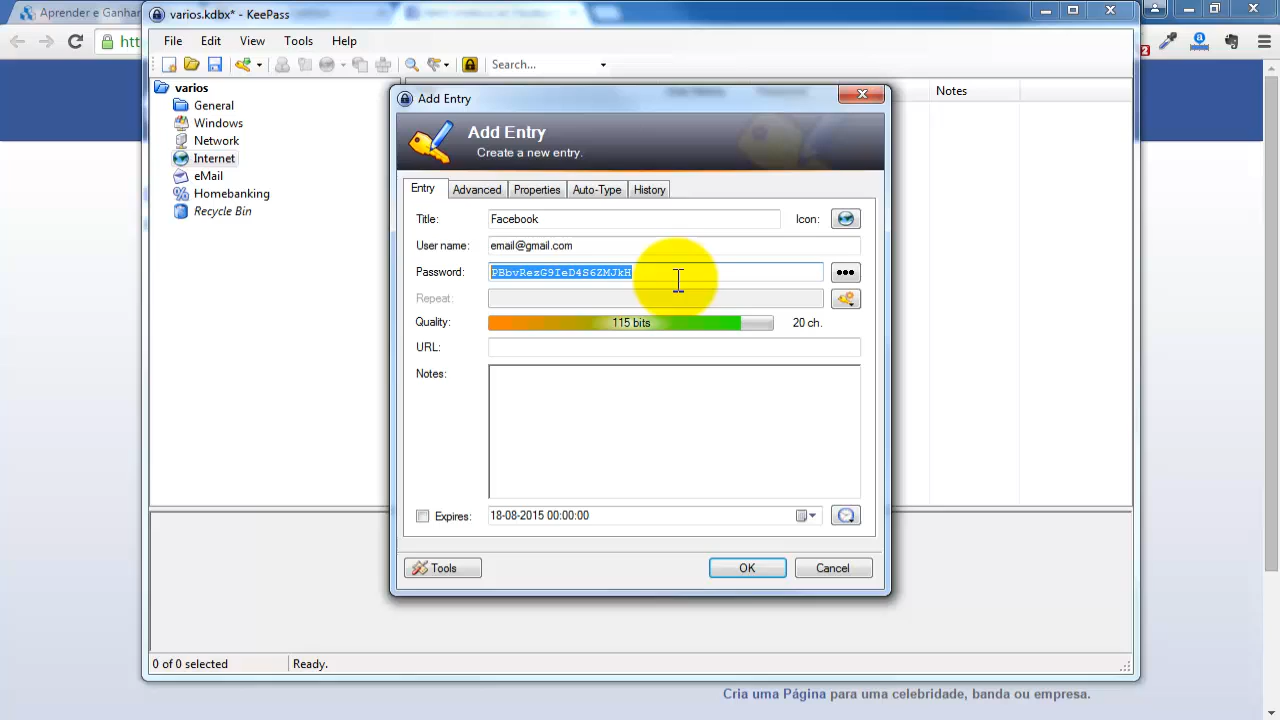 Aprender e Ganhar
varios.kdbx* - KeePass
htt
File Edit View Tools Help
Search...
varios
General
Windows
Network
Internet
eMail
Homebanking
Recycle Bin
Notes
Add Entry
Add Entry
Create a new entry.
Entry Advanced Properties Auto-Type History
Title: Facebook Icon:
User name: email@gmail.com
Password: PBbvRezG9IeD4S6ZMJkH
Repeat:
Quality: 115 bits 20 ch.
URL:
Notes:
Expires: 18-08-2015 00:00:00
Tools OK Cancel
0 of 0 selected Ready.
Cria uma Página para uma celebridade, banda ou empresa.